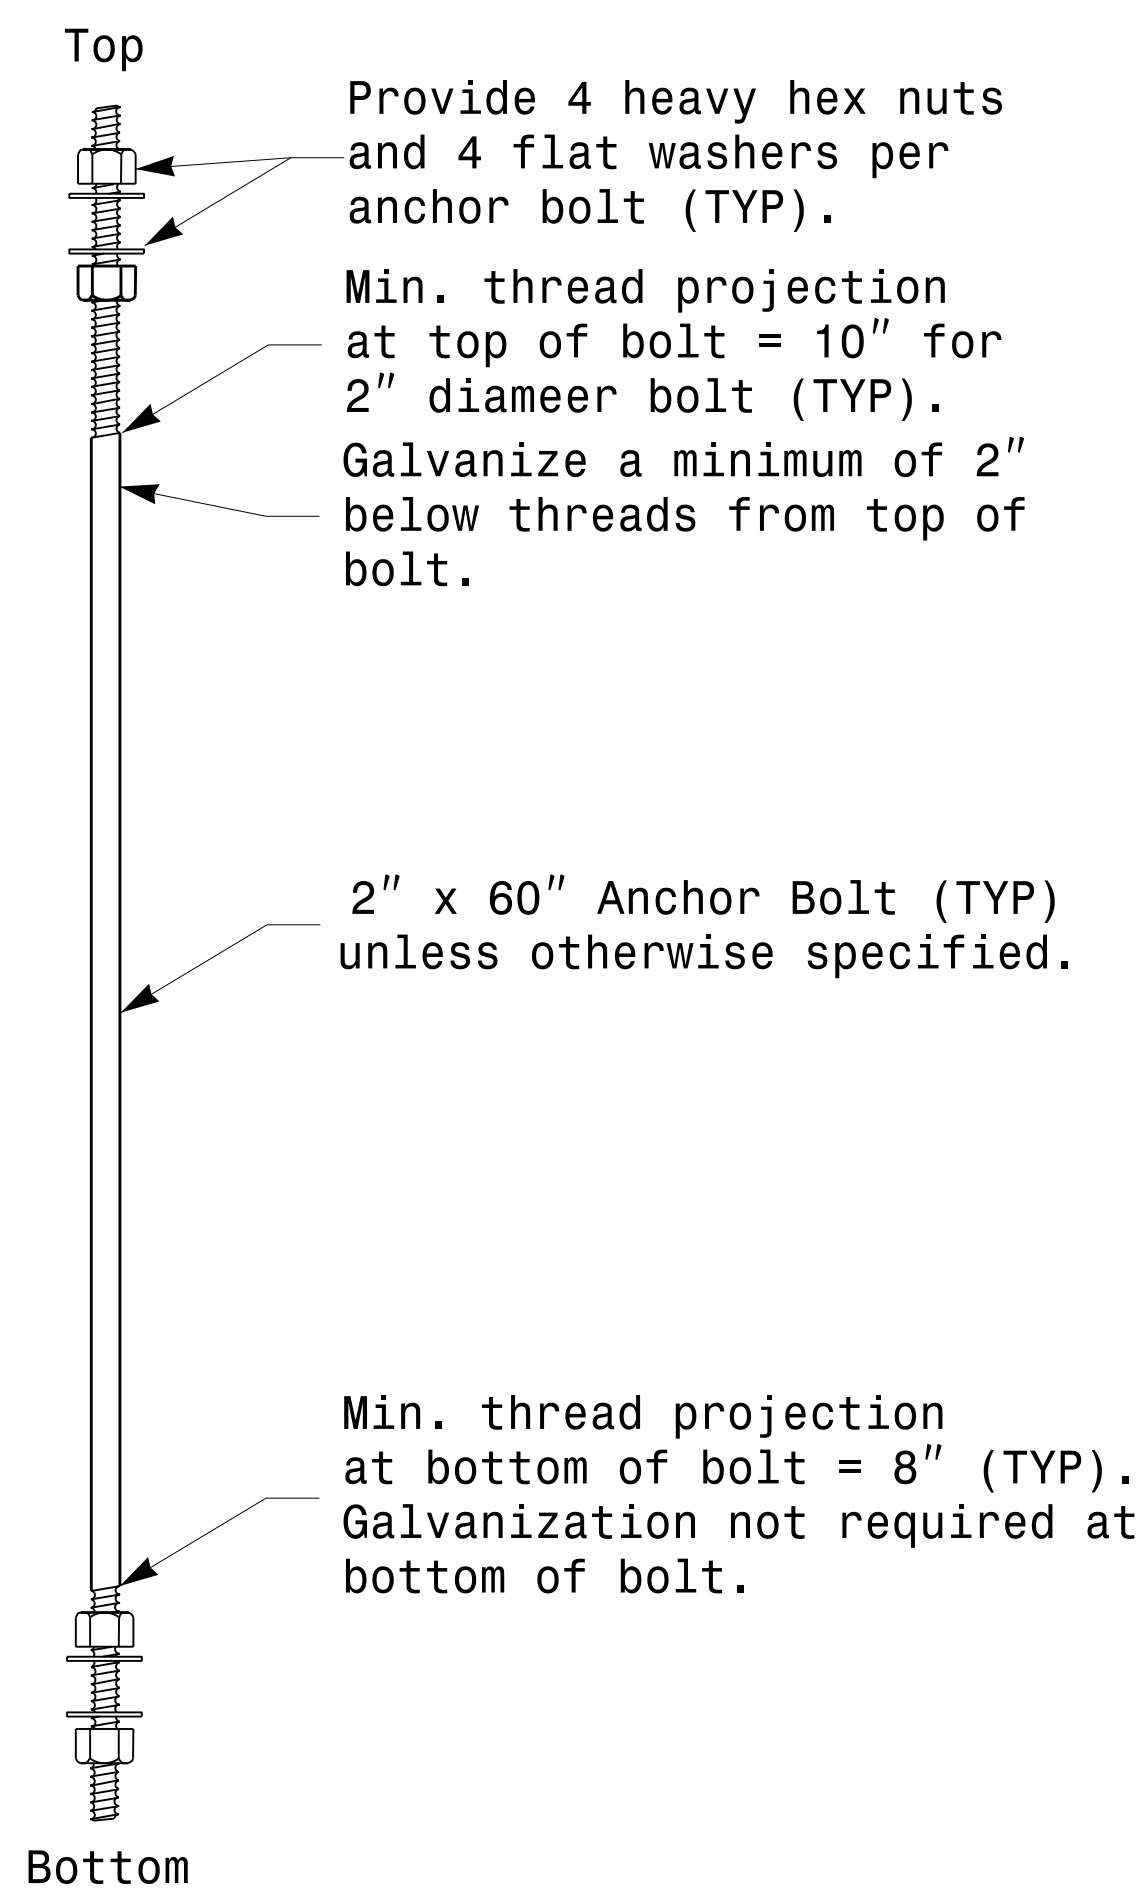 Top
Provide 4 heavy hex nuts
and 4 flat washers per
anchor bolt (TYP).
Min. thread projection
at top of bolt = 10" for
2" diameer bolt (TYP).
Galvanize a minimum of 2"
below threads from top of
bolt.
2" x 60" Anchor Bolt (TYP)
unless otherwise specified.
Min. thread projection
at bottom of bolt = 8" (TYP).
Galvanization not required at
bottom of bolt.
Bottom